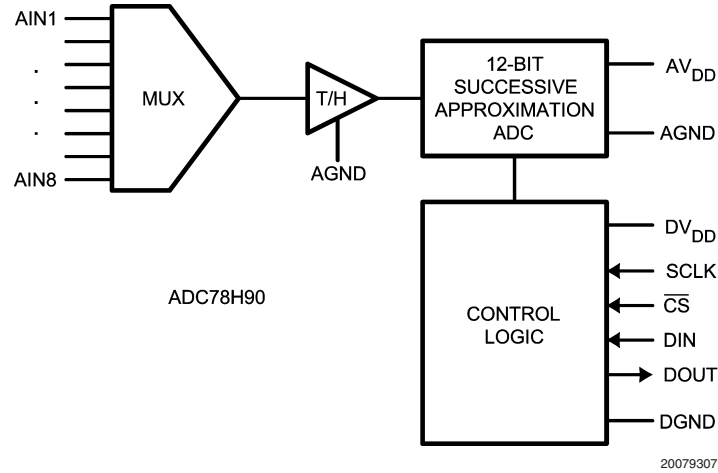 AIN1
.
.
.
AIN8
MUX
T/H
AGND
12-BIT
SUCCESSIVE
APPROXIMATION
ADC
AVDD
AGND
ADC78H90
CONTROL
LOGIC
DVDD
SCLK
C̅S̅
DIN
DOUT
DGND
20079307